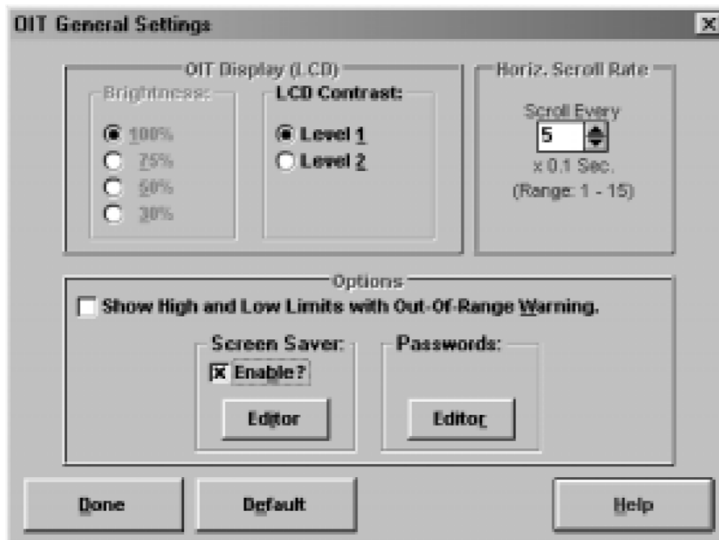 OIT General Settings
OIT Display (LCD)
Brightness:
100%
75%
50%
30%
LCD Contrast:
Level 1
Level 2
Horiz. Scroll Rate
Scroll Every
5
x 0.1 Sec.
(Range: 1 - 15)
Options
Show High and Low Limits with Out-Of-Range Warning.
Screen Saver:
Enable?
Editor
Passwords:
Editor
Done
Default
Help